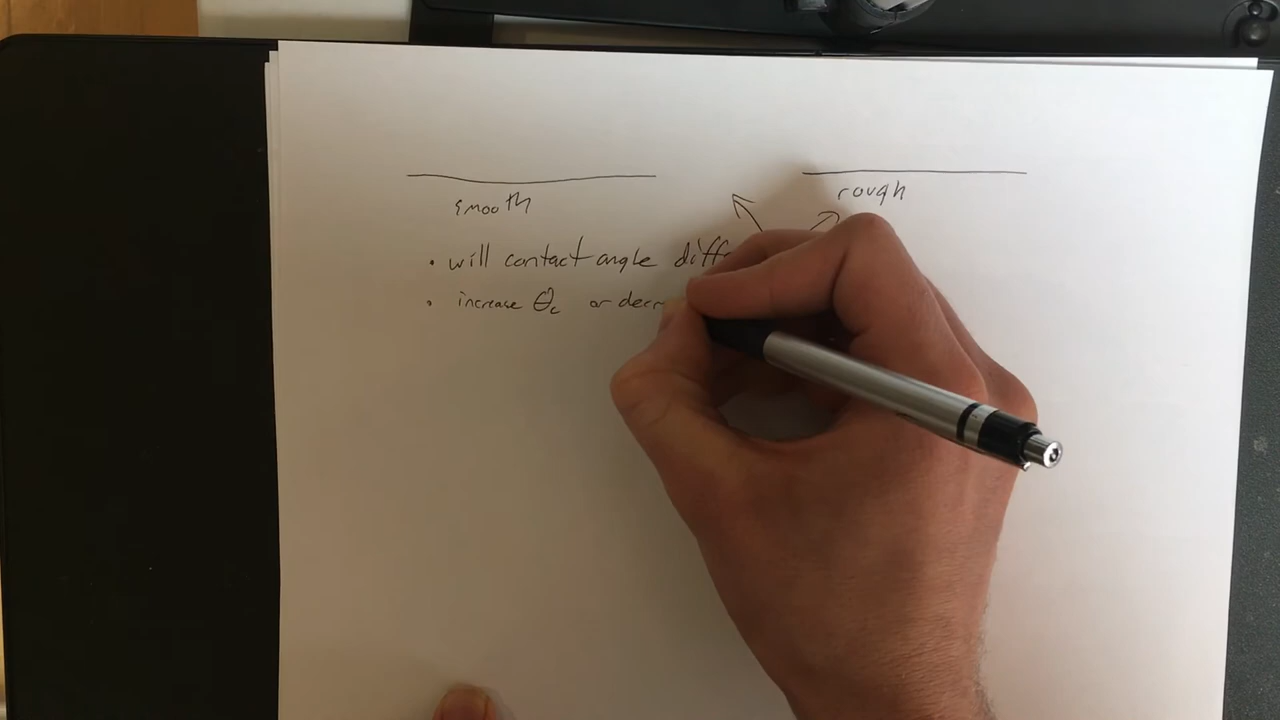 smooth
rough
• will contact angle diff
• increase θc or decr